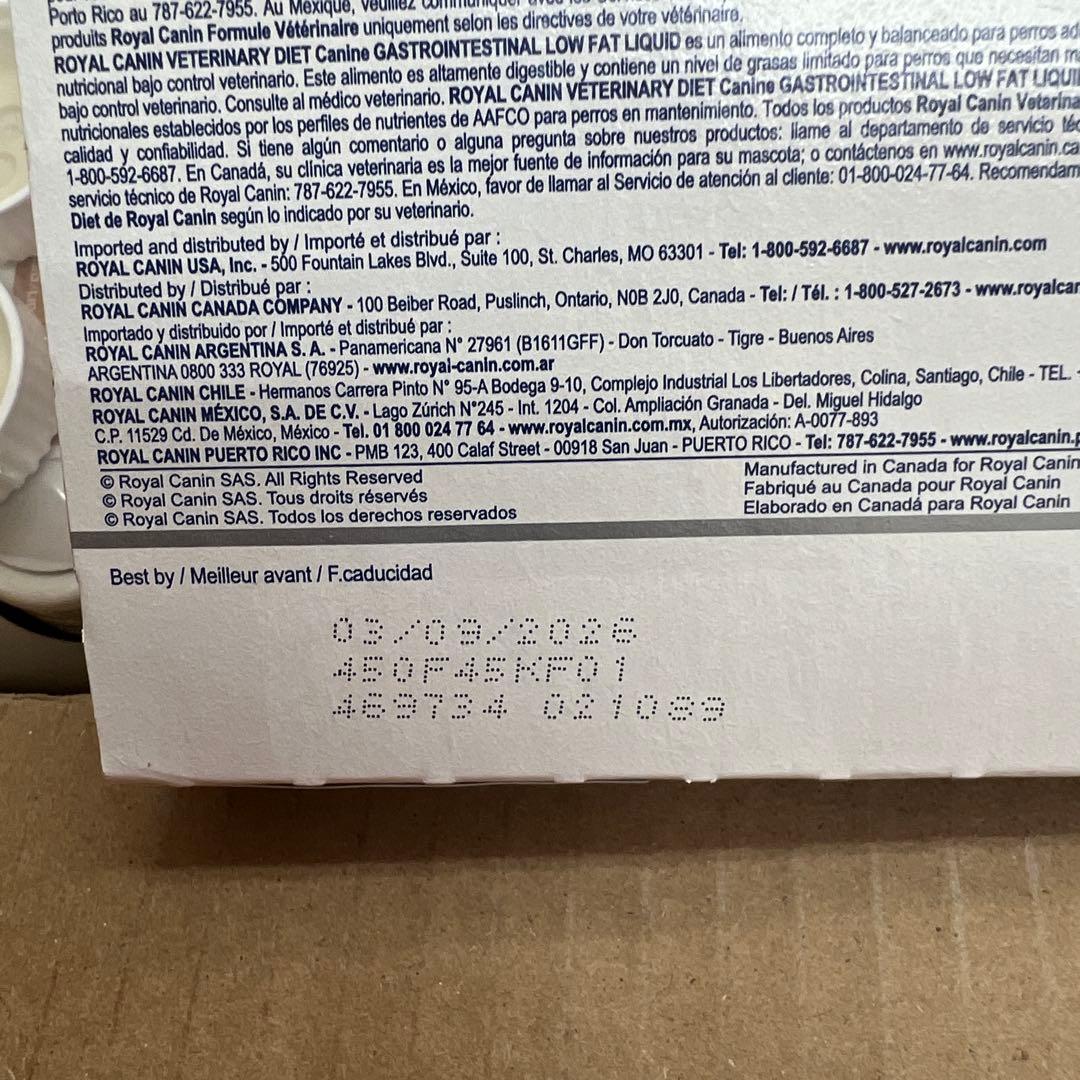 Porto Rico au 787-622-7955. Au Mexique, veuillez
produits Royal Canin Formule Vétérinaire uniquement selon les directives de votre vétérinaire.
ROYAL CANIN VETERINARY DIET Canine GASTROINTESTINAL LOW FAT LIQUID es un alimento completo y balanceado para perros
nutricional bajo control veterinario. Este alimento es altamente digestible y contiene un nivel de grasas limitado para perros que necesitan
bajo control veterinario. Consulte al médico veterinario. ROYAL CANIN VETERINARY DIET Canine GASTROINTESTINAL LOW FAT
nutricionales establecidos por los perfiles de nutrientes de AAFCO para perros en mantenimiento. Todos los productos Royal Canin
calidad y confiabilidad. Si tiene algún comentario o alguna pregunta sobre nuestros productos: llame al departamento de servicio
1-800-592-6687. En Canadá, su clínica veterinaria es la mejor fuente de información para su mascota; o contáctenos en www.royalcanin.ca
servicio técnico de Royal Canin: 787-622-7955. En México, favor de llamar al Servicio de atención al cliente: 01-800-024-77-64.
Diet de Royal Canin según lo indicado por su veterinario.
Imported and distributed by / Importé et distribué par :
ROYAL CANIN USA, Inc. - 500 Fountain Lakes Blvd., Suite 100, St. Charles, MO 63301 - Tel: 1-800-592-6687 - www.royalcanin.com
Distributed by / Distribué par :
ROYAL CANIN CANADA COMPANY - 100 Beiber Road, Puslinch, Ontario, N0B 2J0, Canada - Tel: / Tél. : 1-800-527-2673 -
Importado y distribuido por / Importé et distribué par :
ROYAL CANIN ARGENTINA S. A. - Panamericana N° 27961 (B1611GFF) - Don Torcuato - Tigre - Buenos Aires
ARGENTINA 0800 333 ROYAL (76925) - www.royal-canin.com.ar
ROYAL CANIN CHILE - Hermanos Carrera Pinto N° 95-A Bodega 9-10, Complejo Industrial Los Libertadores, Colina, Santiago, Chile - TEL.
ROYAL CANIN MÉXICO, S.A. DE C.V. - Lago Zúrich N°245 - Int. 1204 - Col. Ampliación Granada - Del. Miguel Hidalgo
C.P. 11529 Cd. De México, México - Tel. 01 800 024 77 64 - www.royalcanin.com.mx, Autorización: A-0077-893
ROYAL CANIN PUERTO RICO INC - PMB 123, 400 Calaf Street - 00918 San Juan - PUERTO RICO - Tel: 787-622-7955 -
© Royal Canin SAS. All Rights Reserved
© Royal Canin SAS. Tous droits réservés
© Royal Canin SAS. Todos los derechos reservados
Manufactured in Canada for Royal Canin
Fabriqué au Canada pour Royal Canin
Elaborado en Canadá para Royal Canin
Best by / Meilleur avant / F.caducidad
03/09/2026
450F45KF01
469734 021089